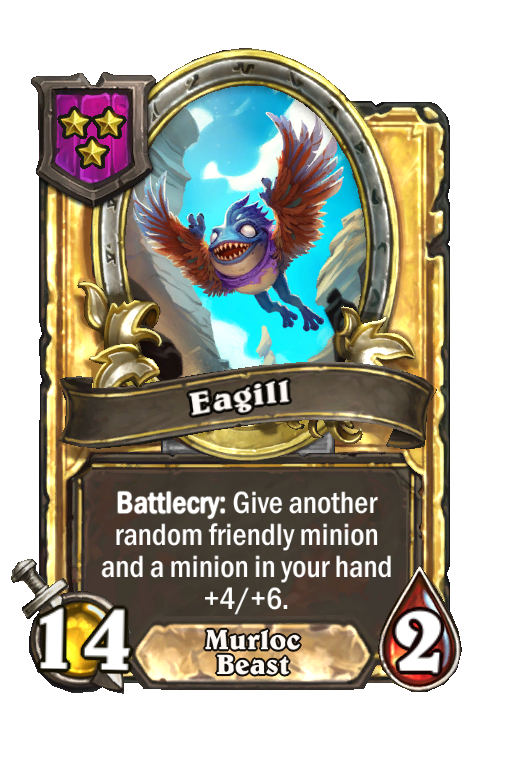 Eagill
Battlecry: Give another
random friendly minion
and a minion in your hand
+4/+6.
14
Murloc
Beast
2